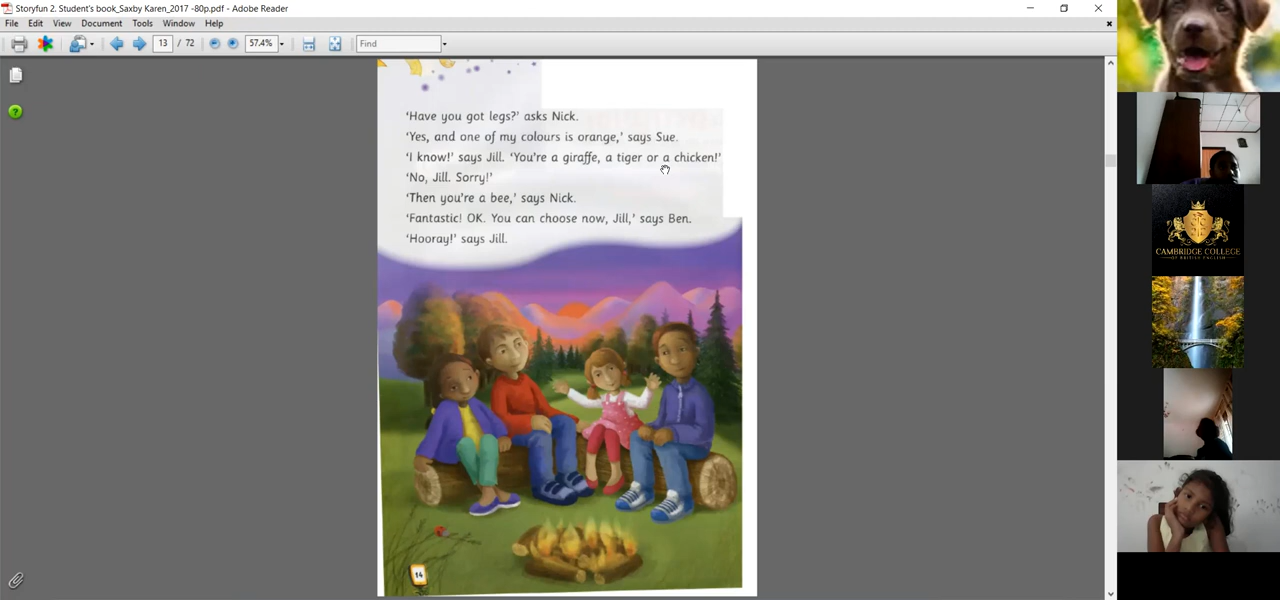 Storyfun 2. Student's book_Saxby Karen_2017 -80p.pdf - Adobe Reader
File Edit View Document Tools Window Help
13 / 72 57.4% Find
'Have you got legs?' asks Nick.
'Yes, and one of my colours is orange,' says Sue.
'I know!' says Jill. 'You're a giraffe, a tiger or a chicken!'
'No, Jill. Sorry!'
'Then you're a bee,' says Nick.
'Fantastic! OK. You can choose now, Jill,' says Ben.
'Hooray!' says Jill.
14
CAMBRIDGE COLLEGE
OF BRITISH ENGLISH